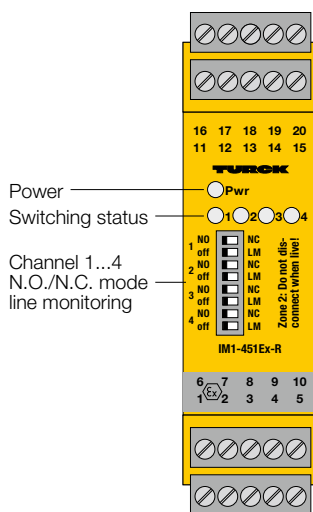 16 17 18 19 20
11 12 13 14 15
TURCK
Power
Pwr
Switching status
1 2 3 4
Channel 1...4
N.O./N.C. mode
line monitoring
1 NO NC
off LM
2 NO NC
off LM
3 NO NC
off LM
4 NO NC
off LM
Zone 2: Do not dis-
connect when live!
IM1-451Ex-R
6 7 8 9 10
Ex
1 2 3 4 5